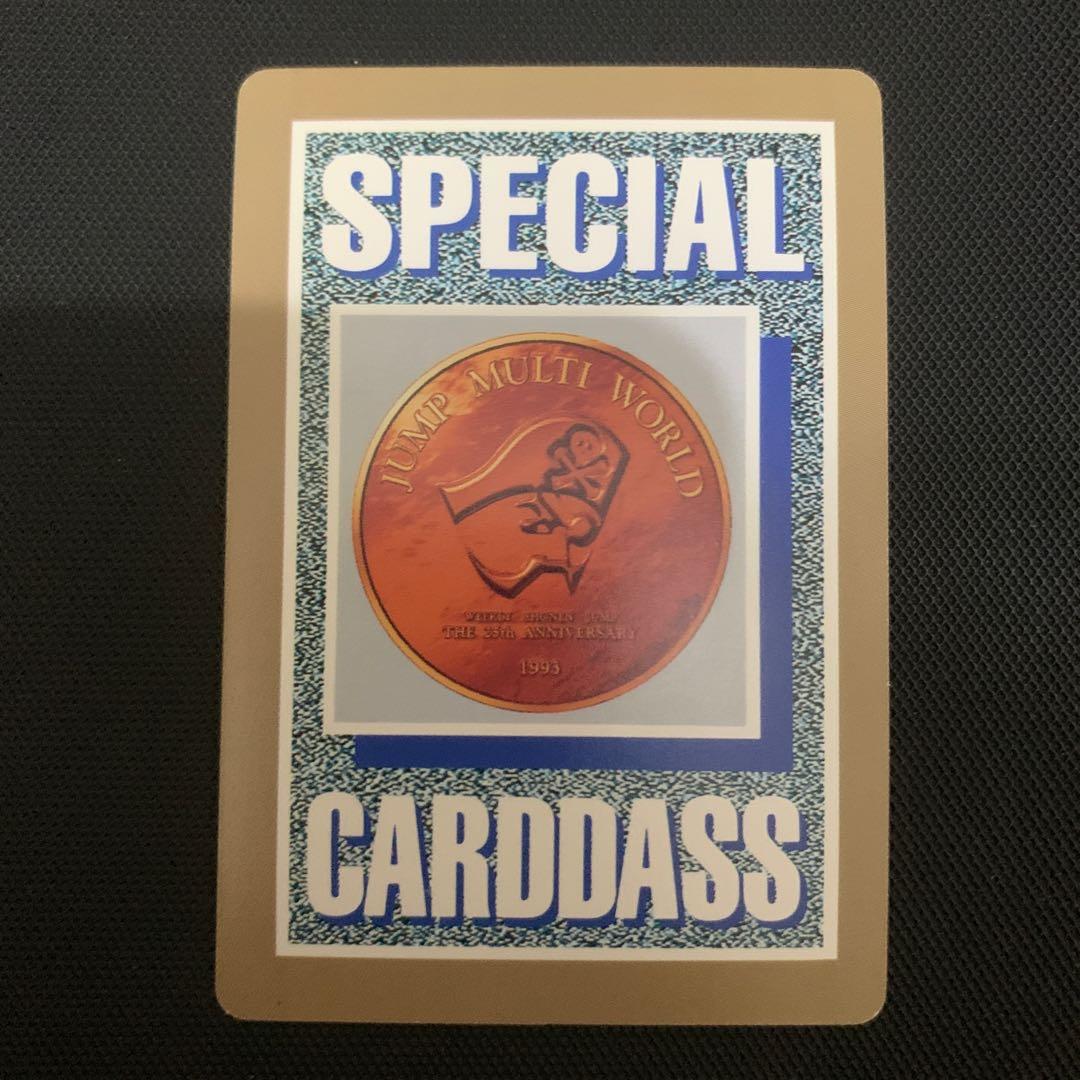 SPECIAL
JUMP MULTI WORLD
WEEKLY SHONEN JUMP
THE 25th ANNIVERSARY
1993
CARDDASS